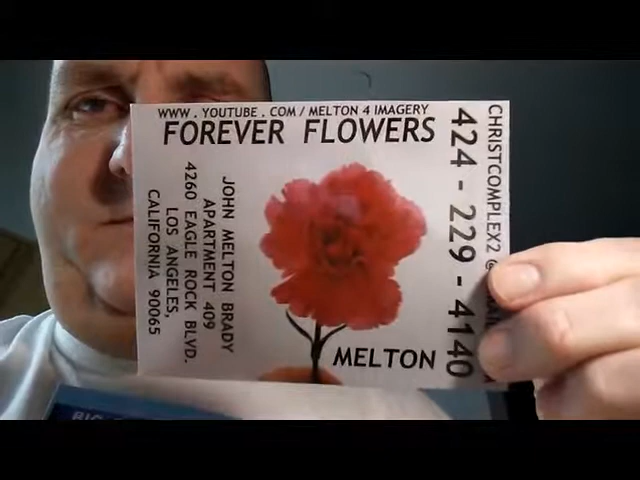 WWW . YOUTUBE . COM / MELTON 4 IMAGERY
FOREVER FLOWERS
JOHN MELTON BRADY
APARTMENT 409
4260 EAGLE ROCK BLVD.
LOS ANGELES,
CALIFORNIA 90065
MELTON
424 - 229 - 4140
CHRISTCOMPLEX2 @